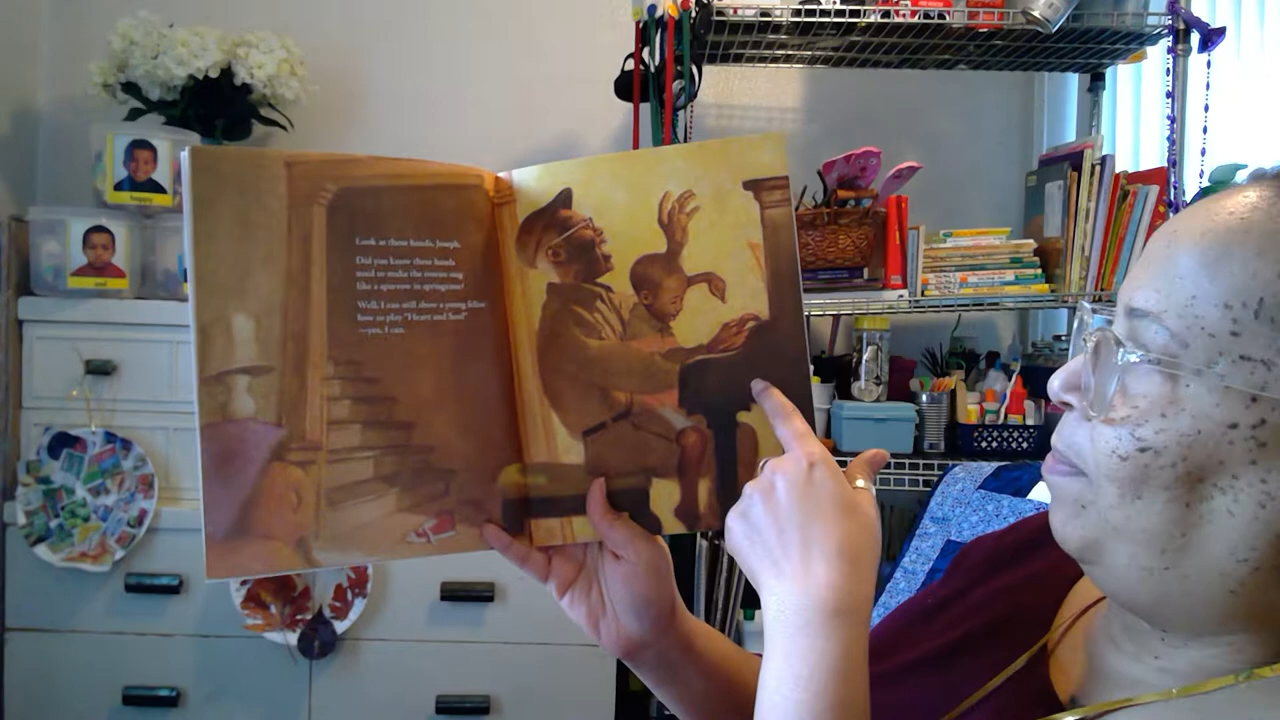 happy
sad
Look at these hands, Joseph.
Did you know these hands
used to make the ivories sing
like a sparrow in springtime?
Well, I can still show a young fellow
how to play "Heart and Soul"
—yes, I can.